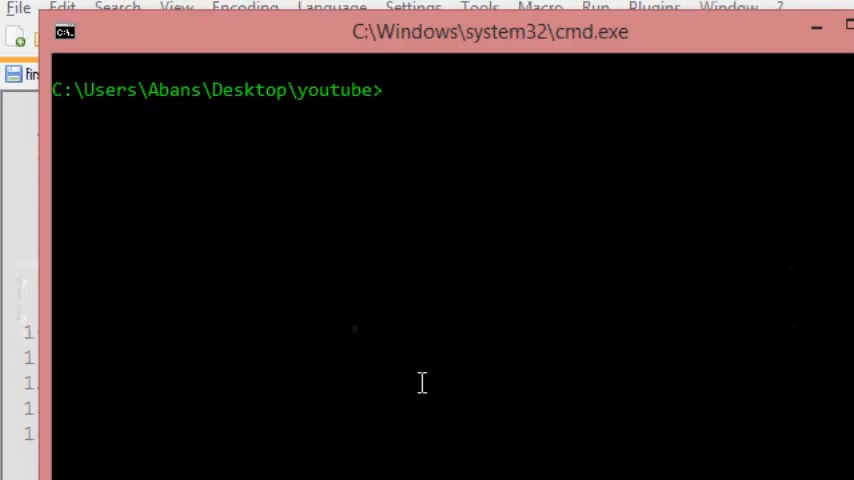 File Edit Search View Encoding Language Settings Tools Macro Run Plugins Window ?
C:\Windows\system32\cmd.exe
C:\Users\Abans\Desktop\youtube>